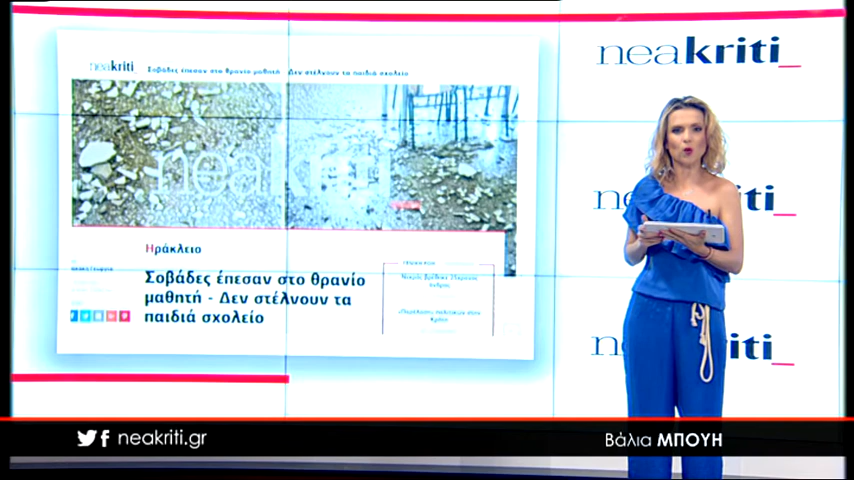 neakriti_
neakriti
Σοβάδες έπεσαν στο θρανίο μαθητή - Δεν στέλνουν τα παιδιά σχολείο
neakriti
Ηράκλειο
Σοβάδες έπεσαν στο θρανίο
μαθητή - Δεν στέλνουν τα
παιδιά σχολείο
neakriti_
neakriti_
neakriti.gr
Βάλια ΜΠΟΥΗ